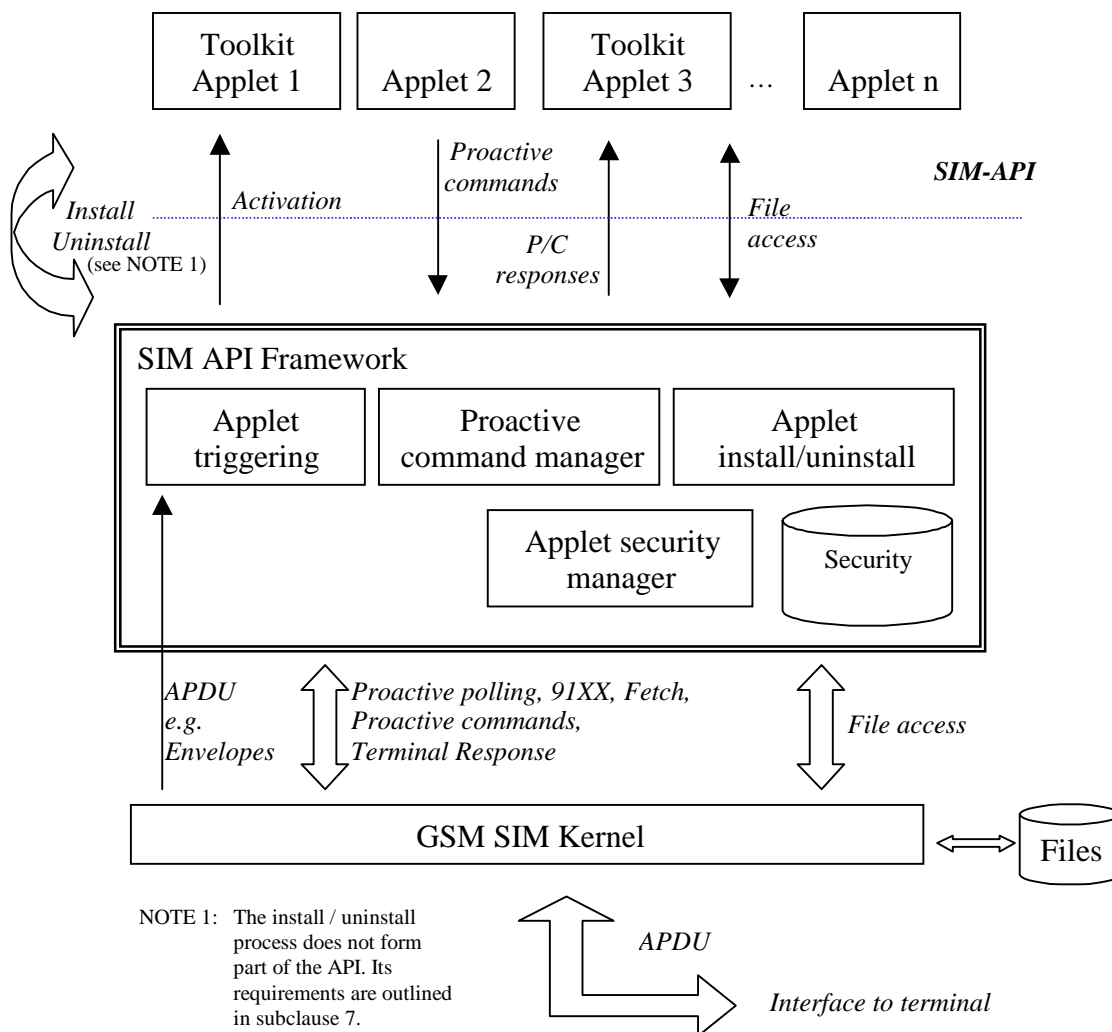 Toolkit
Applet 1
Applet 2
Toolkit
Applet 3
...
Applet n
Proactive
commands
SIM-API
Install
Uninstall
(see NOTE 1)
Activation
File
access
P/C
responses
SIM API Framework
Applet
triggering
Proactive
command manager
Applet
install/uninstall
Applet security
manager
Security
APDU
e.g.
Envelopes
Proactive polling, 91XX, Fetch,
Proactive commands,
Terminal Response
File access
GSM SIM Kernel
Files
NOTE 1: The install / uninstall
process does not form
part of the API. Its
requirements are outlined
in subclause 7.
APDU
Interface to terminal